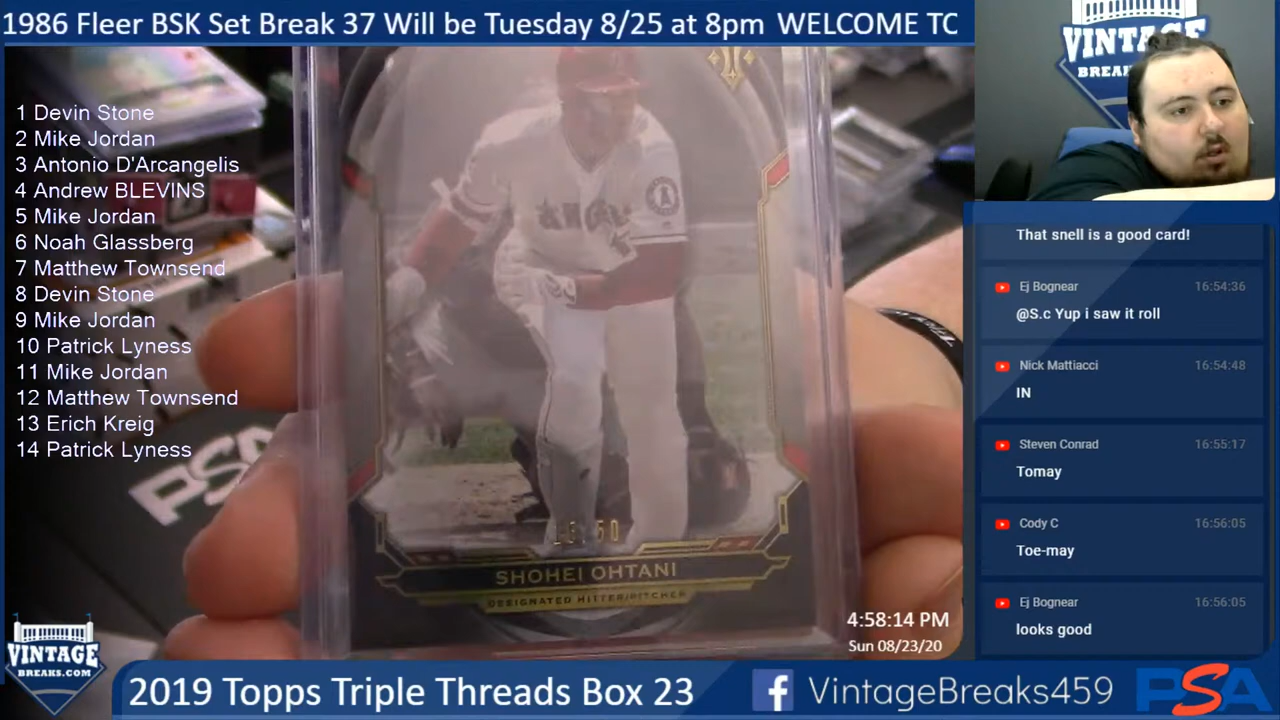 1986 Fleer BSK Set Break 37 Will be Tuesday 8/25 at 8pm WELCOME TC
1 Devin Stone
2 Mike Jordan
3 Antonio D'Arcangelis
4 Andrew BLEVINS
5 Mike Jordan
6 Noah Glassberg
7 Matthew Townsend
8 Devin Stone
9 Mike Jordan
10 Patrick Lyness
11 Mike Jordan
12 Matthew Townsend
13 Erich Kreig
14 Patrick Lyness
PSA
ANGELS
/50
SHOHEI OHTANI
DESIGNATED HITTER/PITCHER
4:58:14 PM
Sun 08/23/20
VINTAGE
BREAK
That snell is a good card!
Ej Bognear 16:54:36
@S.c Yup i saw it roll
Nick Mattiacci 16:54:48
IN
Steven Conrad 16:55:17
Tomay
Cody C 16:56:05
Toe-may
Ej Bognear 16:56:05
looks good
VINTAGE
BREAKS.COM
2019 Topps Triple Threads Box 23
f VintageBreaks459
PSA